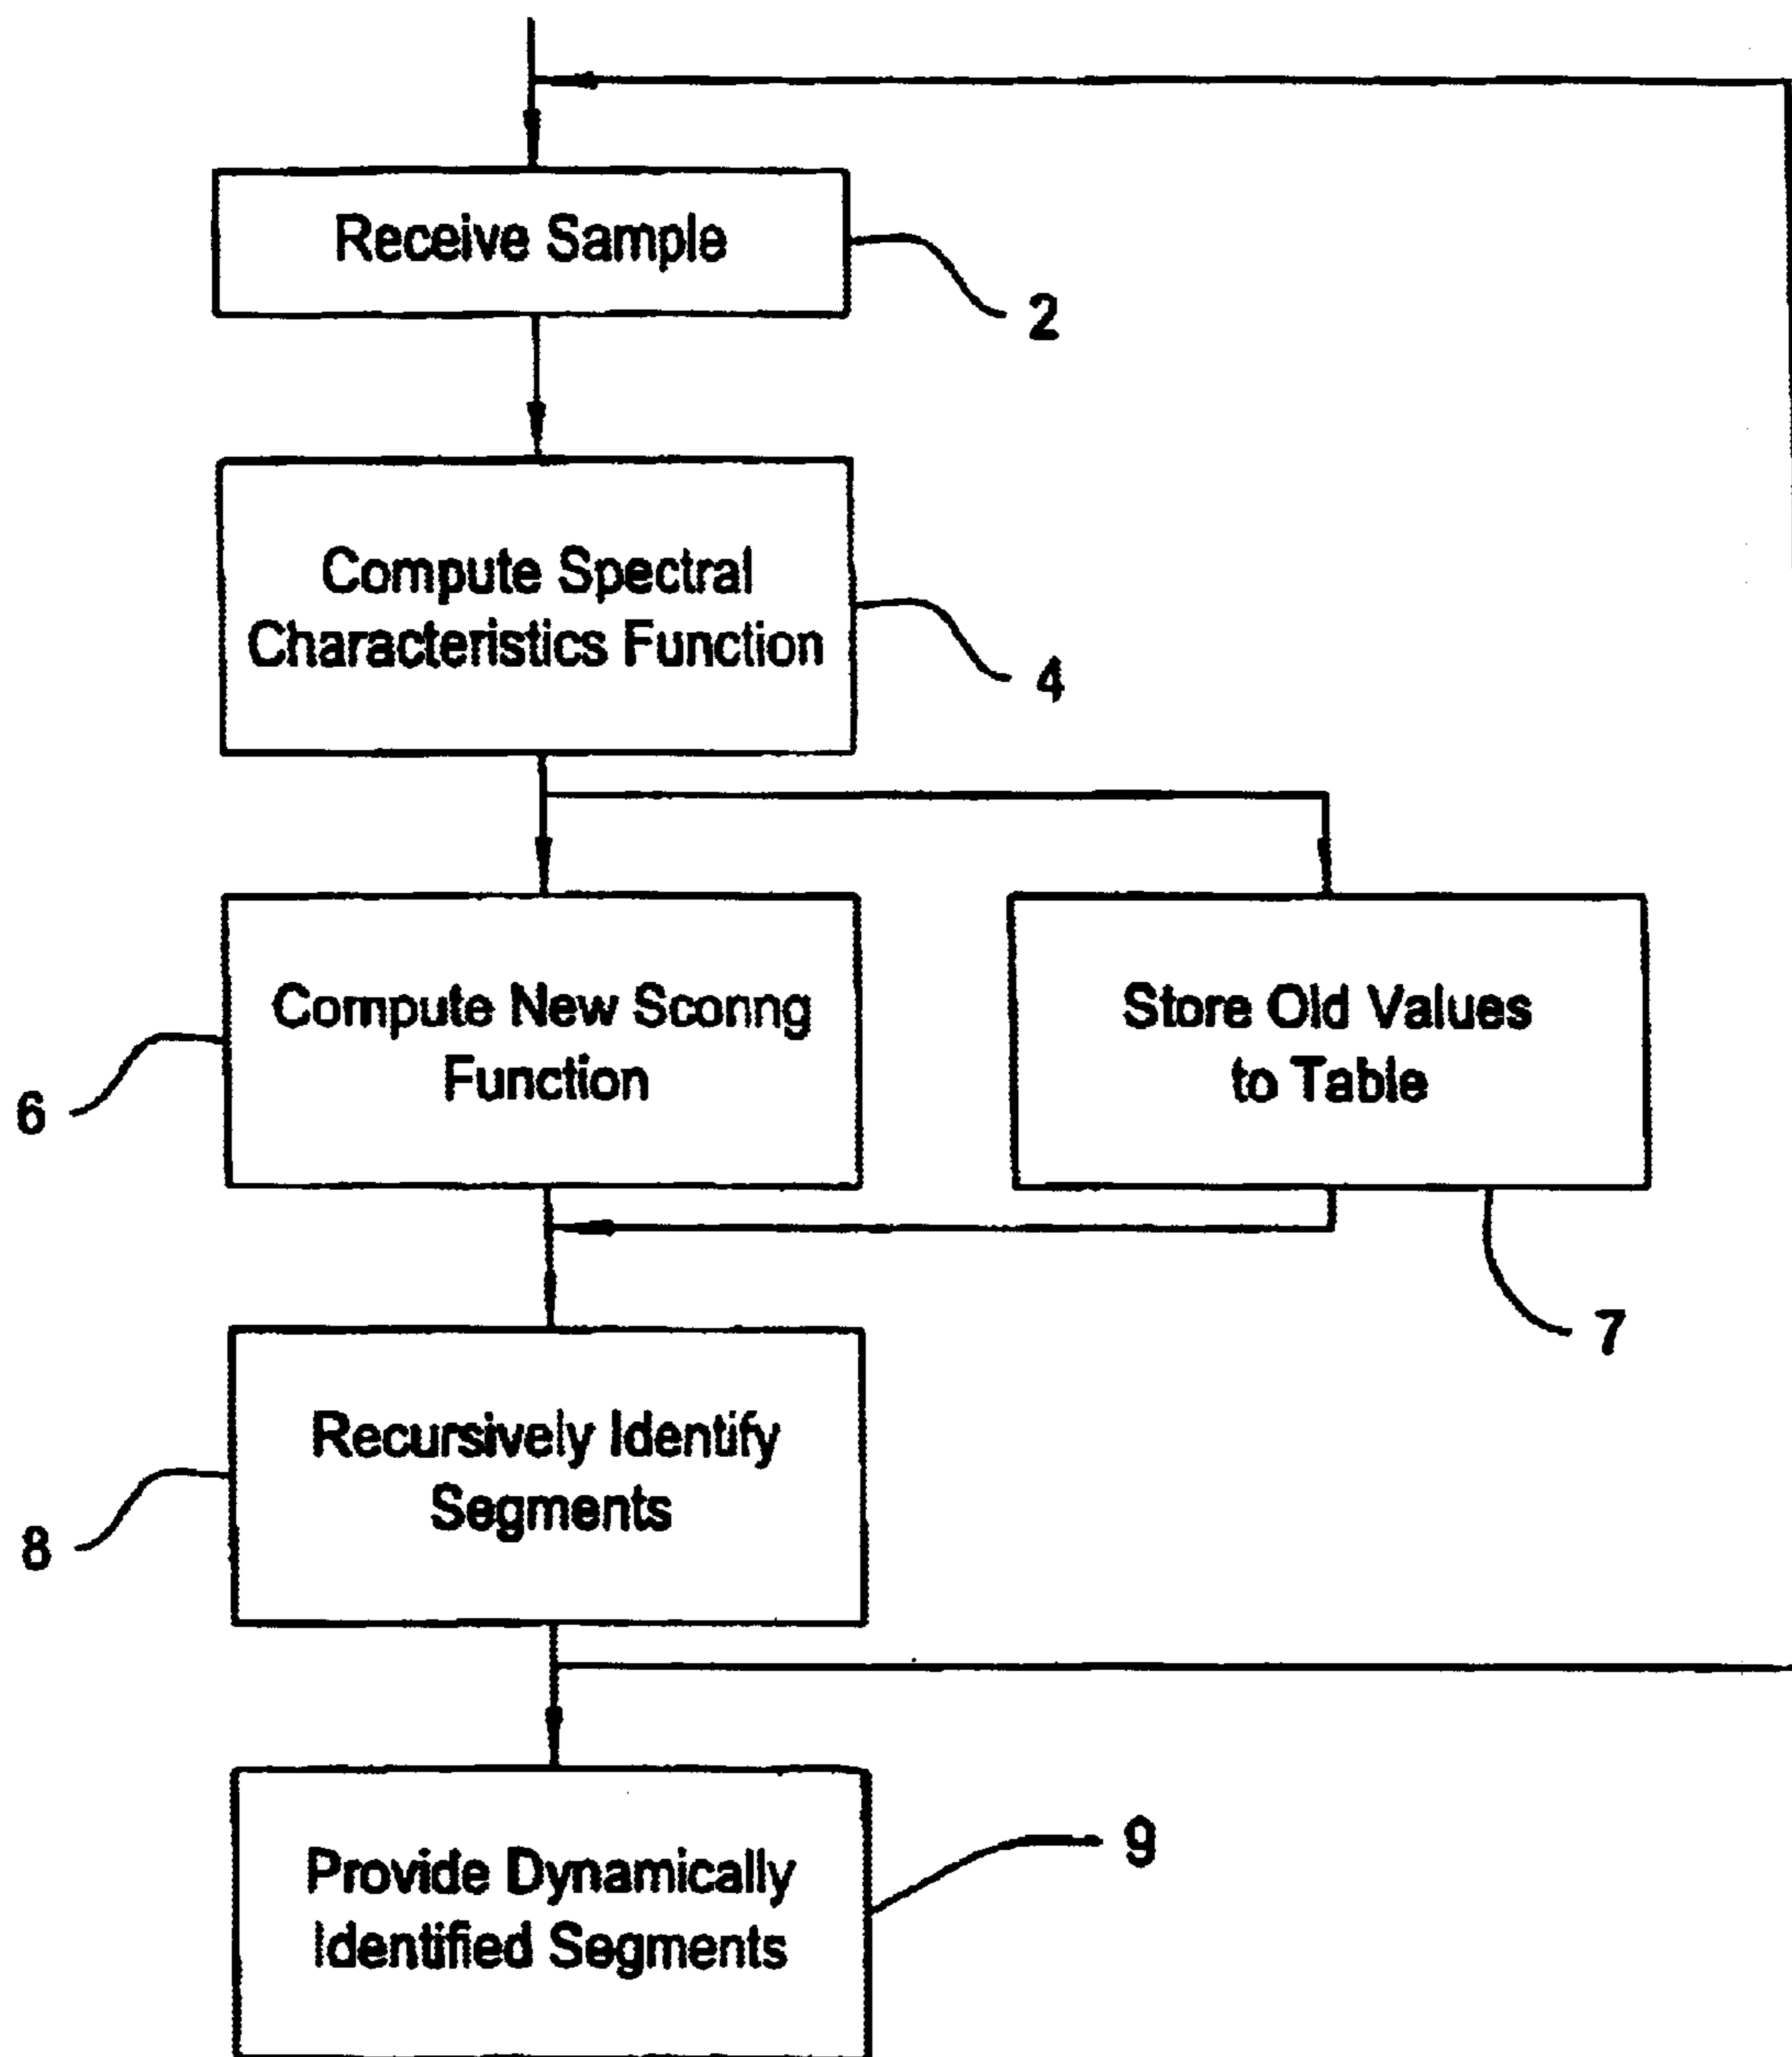 Receive Sample
2
Compute Spectral
Characteristics Function
4
Compute New Scoring
Function
6
Store Old Values
to Table
7
Recursively Identify
Segments
8
Provide Dynamically
Identified Segments
9